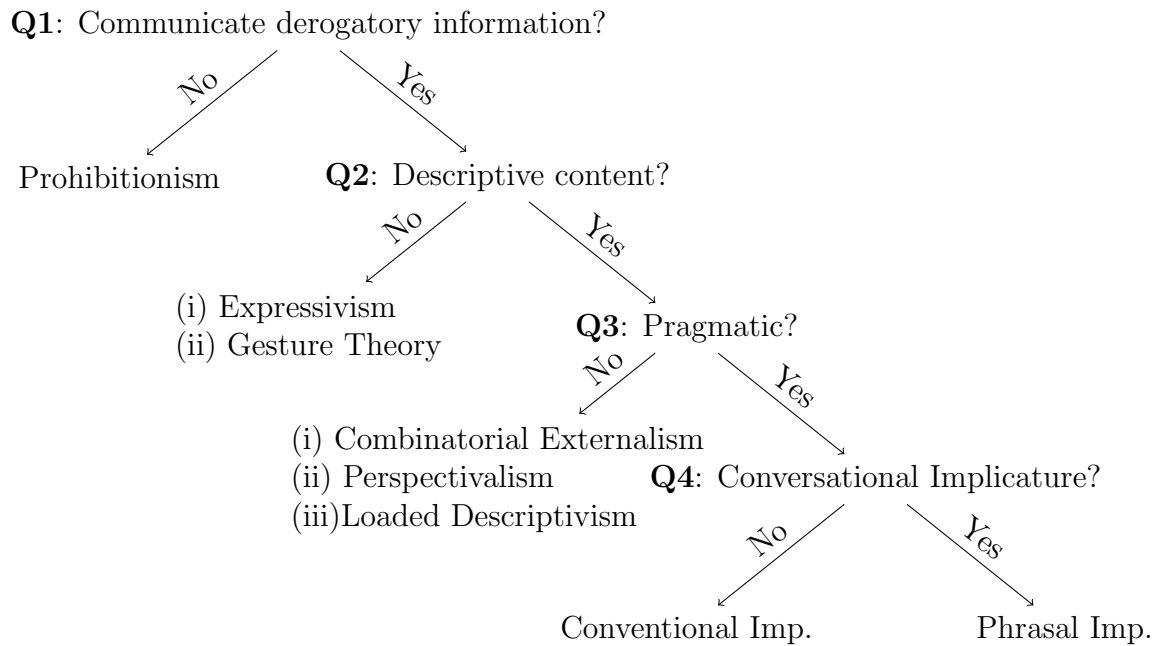 Q1: Communicate derogatory information?
No
Yes
Prohibitionism
Q2: Descriptive content?
No
Yes
(i) Expressivism
(ii) Gesture Theory
Q3: Pragmatic?
No
Yes
(i) Combinatorial Externalism
(ii) Perspectivalism
(iii)Loaded Descriptivism
Q4: Conversational Implicature?
No
Yes
Conventional Imp.
Phrasal Imp.